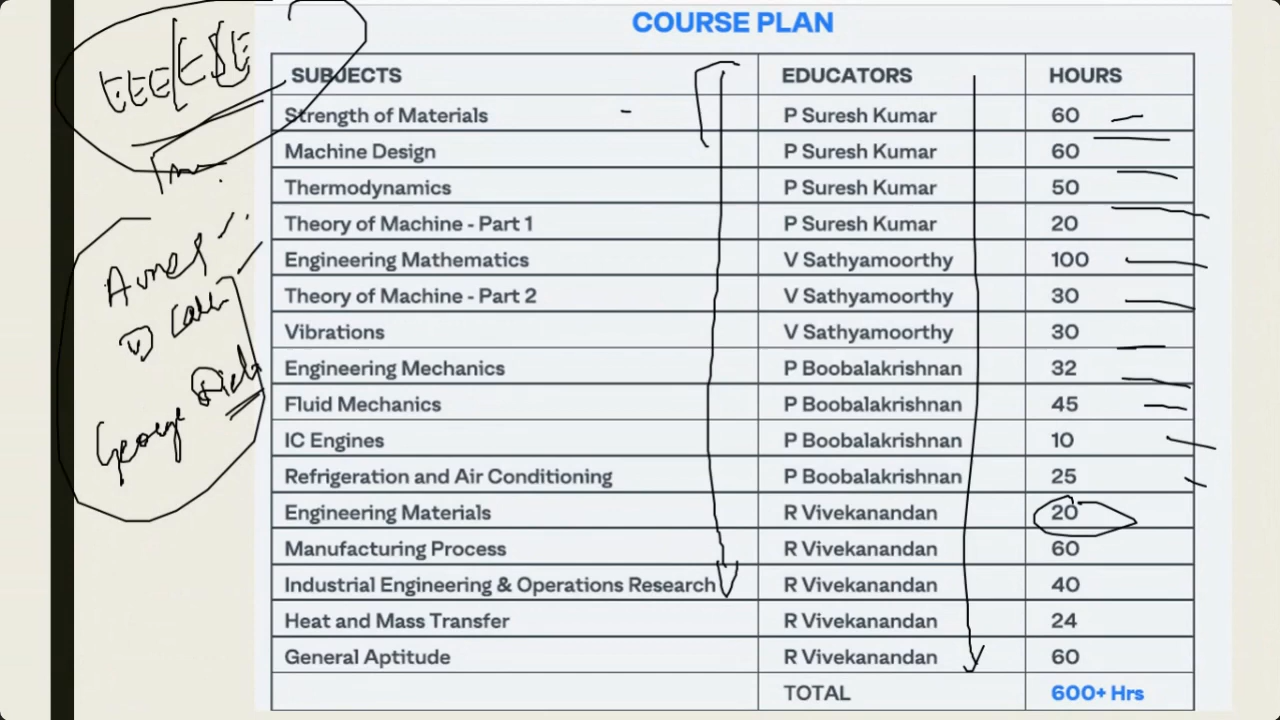 COURSE PLAN
SUBJECTS EDUCATORS HOURS
Strength of Materials P Suresh Kumar 60
Machine Design P Suresh Kumar 60
Thermodynamics P Suresh Kumar 50
Theory of Machine - Part 1 P Suresh Kumar 20
Engineering Mathematics V Sathyamoorthy 100
Theory of Machine - Part 2 V Sathyamoorthy 30
Vibrations V Sathyamoorthy 30
Engineering Mechanics P Boobalakrishnan 32
Fluid Mechanics P Boobalakrishnan 45
IC Engines P Boobalakrishnan 10
Refrigeration and Air Conditioning P Boobalakrishnan 25
Engineering Materials R Vivekanandan 20
Manufacturing Process R Vivekanandan 60
Industrial Engineering & Operations Research R Vivekanandan 40
Heat and Mass Transfer R Vivekanandan 24
General Aptitude R Vivekanandan 60
TOTAL 600+ Hrs
George